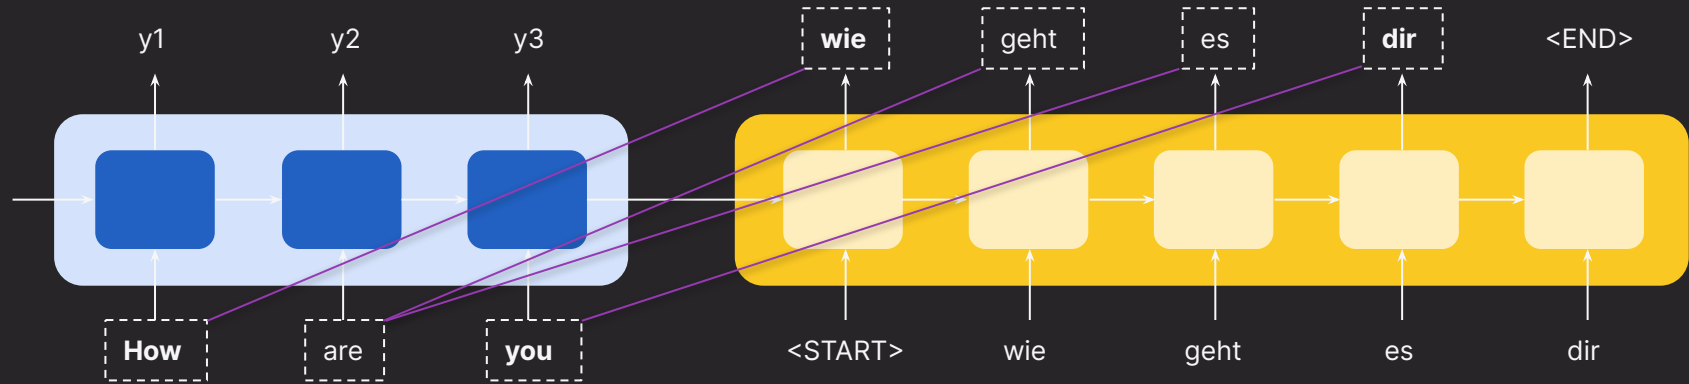 y1 y2 y3 wie geht es dir <END>
How are you <START> wie geht es dir